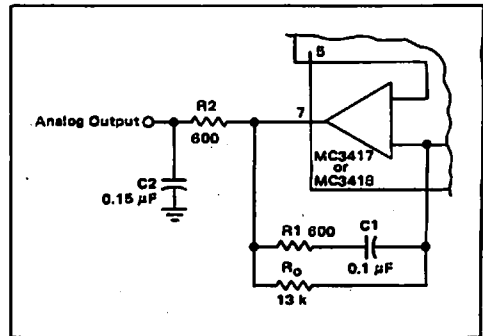 5
R2
Analog Output
7
600
MC3417
or
MC3418
C2
0.15 µF
R1 600
C1
Ro
0.1 µF
13 k